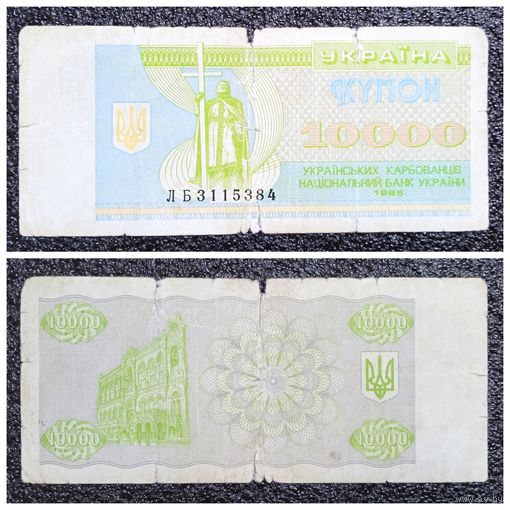 УКРАЇНА
КУПОН
10000
УКРАЇНСЬКИХ КАРБОВАНЦІВ
НАЦІОНАЛЬНИЙ БАНК УКРАЇНИ
1995
ЛБ3115384
10000
10000
10000
10000